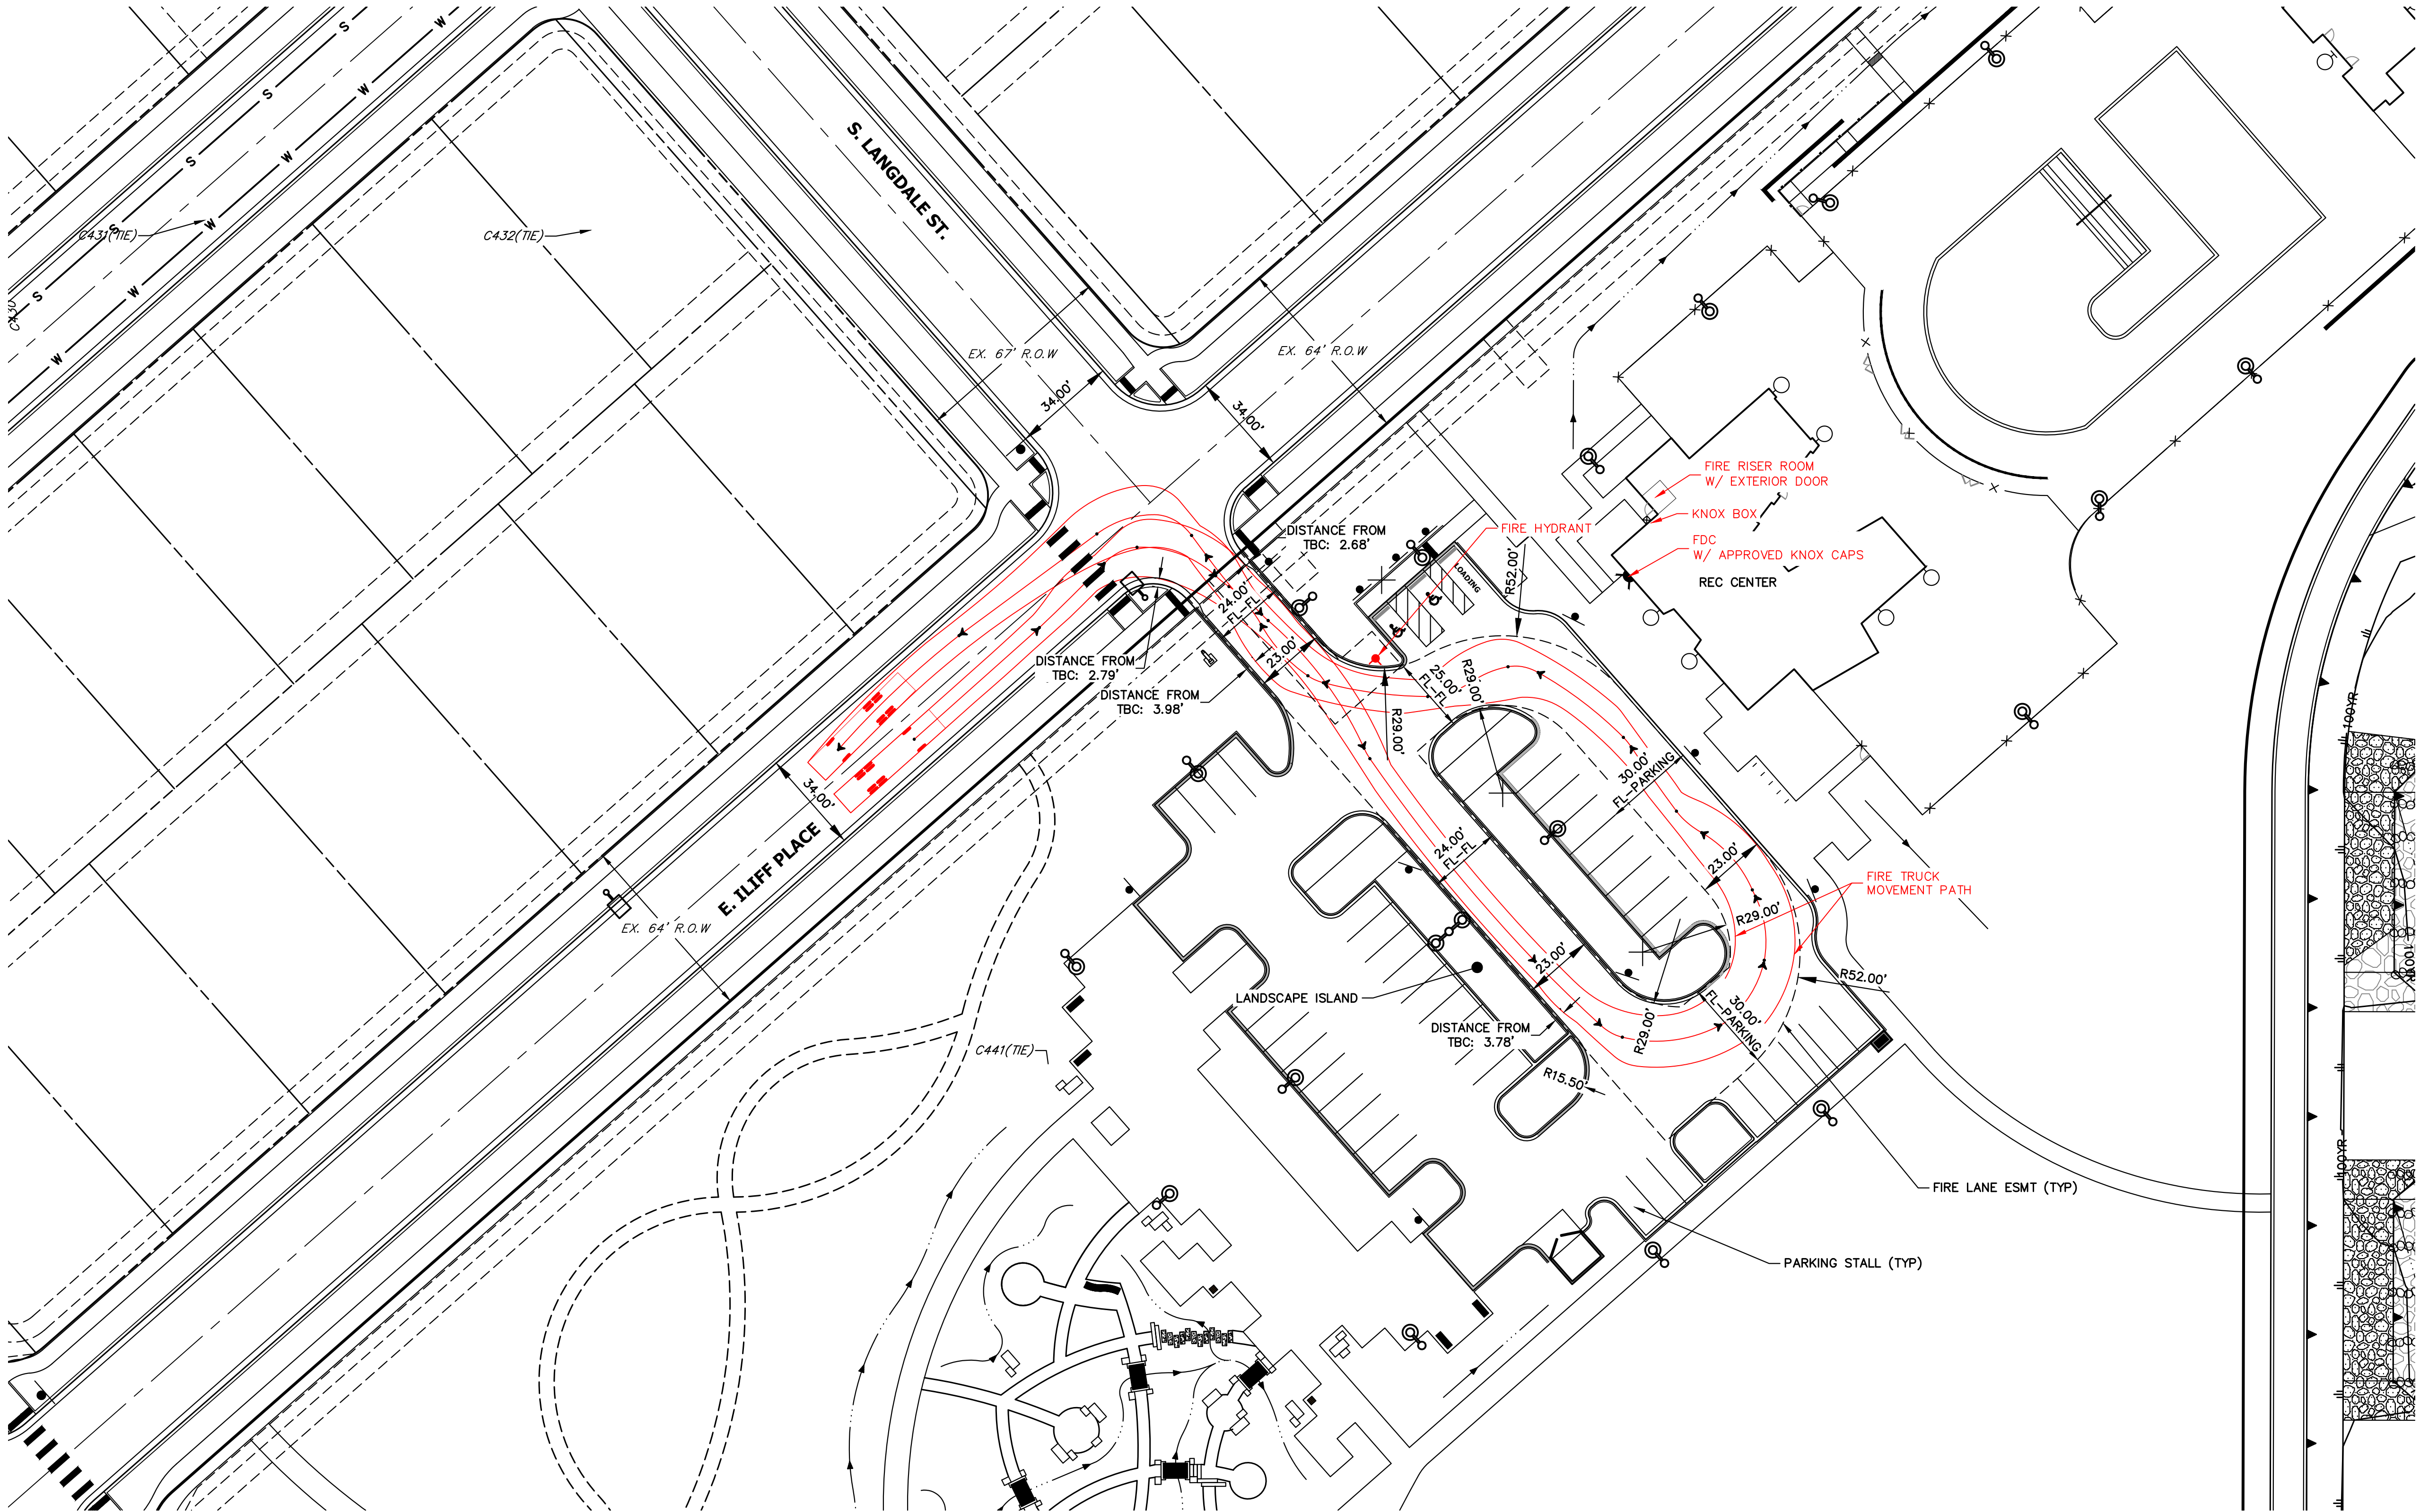 S
W
S
W
S
W
S
W
S
W
S
W
W
C431(TIE)
C432(TIE)
C430
S. LANGDALE ST.
EX. 67' R.O.W
EX. 64' R.O.W
34.00'
34.00'
FIRE RISER ROOM
W/ EXTERIOR DOOR
KNOX BOX
FDC
W/ APPROVED KNOX CAPS
REC CENTER
FIRE HYDRANT
DISTANCE FROM
TBC: 2.68'
LOADING
R52.00'
24.00'
FL-FL
23.00'
DISTANCE FROM
TBC: 2.79'
DISTANCE FROM
TBC: 3.98'
25.00'
FL-FL
R29.00'
R29.00'
30.00'
FL-PARKING
34.00'
E. ILIFF PLACE
EX. 64' R.O.W
24.00'
FL-FL
23.00'
FIRE TRUCK
MOVEMENT PATH
R29.00'
23.00'
R52.00'
LANDSCAPE ISLAND
30.00'
FL-PARKING
DISTANCE FROM
TBC: 3.78'
R29.00'
R15.50'
C441(TIE)
FIRE LANE ESMT (TYP)
PARKING STALL (TYP)
100YR
100YR
100YR